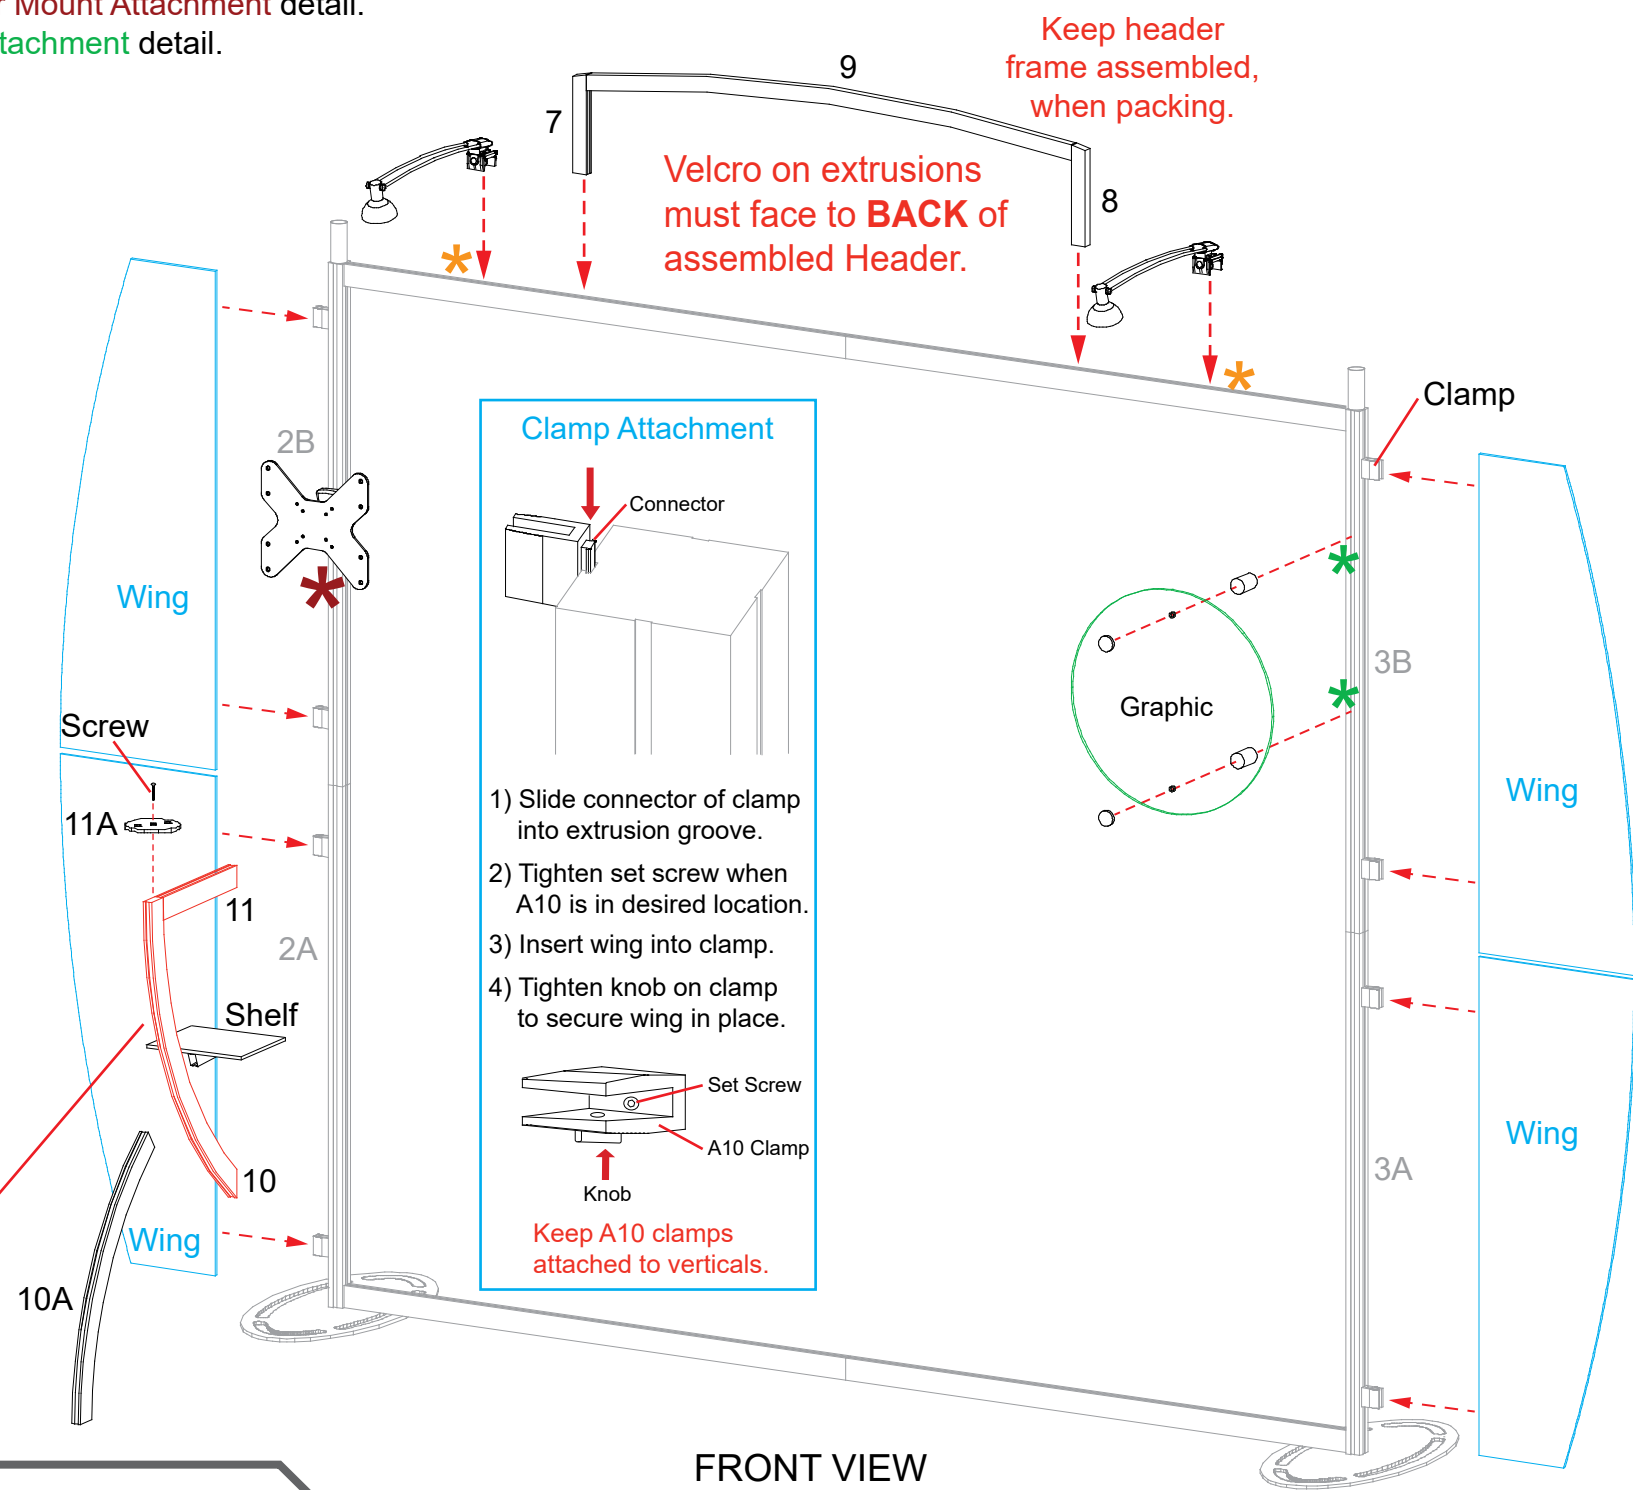 Mount Attachment detail.
detail.
Keep header
frame assembled,
when packing.
9
7
8
Velcro on extrusions
must face to BACK of
assembled Header.
*
*
Clamp
2B
Clamp Attachment
Connector
Wing
*
*
*
3B
Graphic
Screw
11A
Wing
1) Slide connector of clamp
into extrusion groove.
2) Tighten set screw when
A10 is in desired location.
3) Insert wing into clamp.
4) Tighten knob on clamp
to secure wing in place.
11
2A
Shelf
Set Screw
A10 Clamp
Knob
Wing
3A
10
Wing
Keep A10 clamps
attached to verticals.
10A
FRONT VIEW